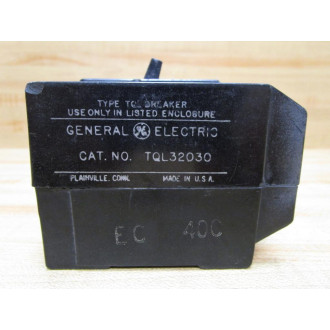 TYPE TQL BREAKER
USE ONLY IN LISTED ENCLOSURE
GENERAL GE ELECTRIC
CAT. NO. TQL32030
PLAINVILLE, CONN. MADE IN U.S.A.
EC 40C